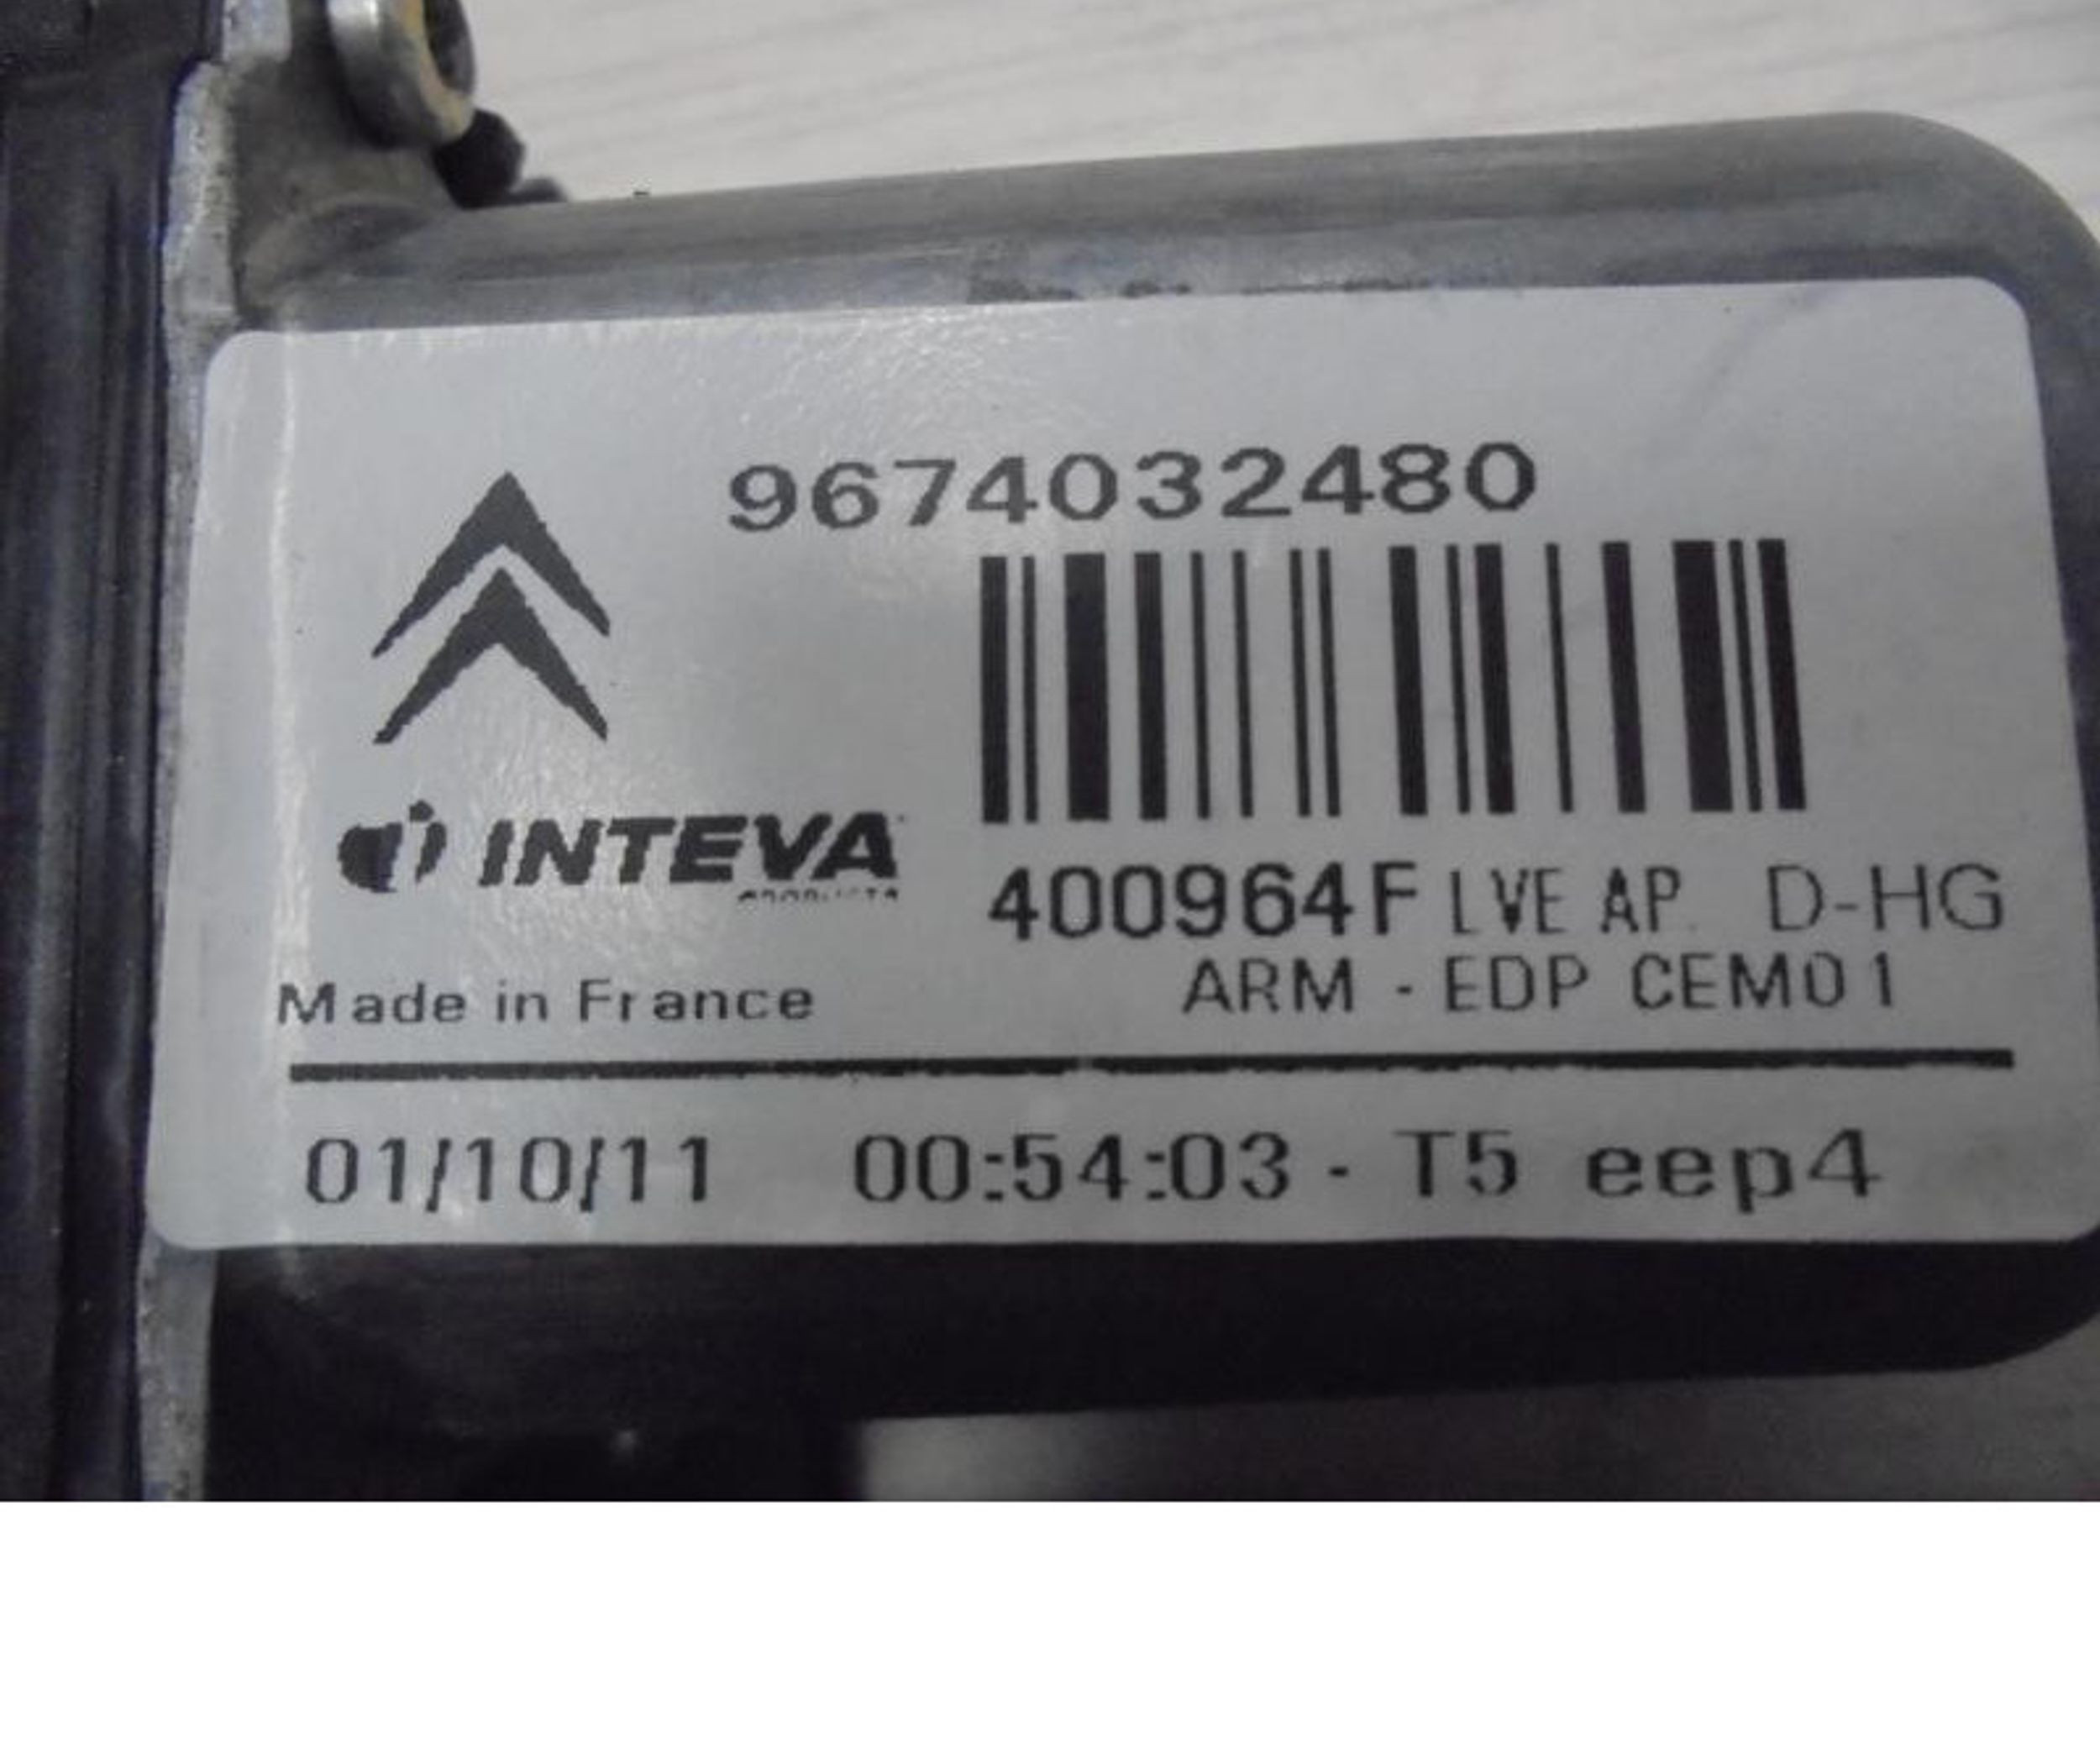 9674032480
INTEVA
PRODUCTS
400964F LVE AP. D-HG
ARM - EDP CEM01
Made in France
01/10/11 00:54:03 - T5 eep4